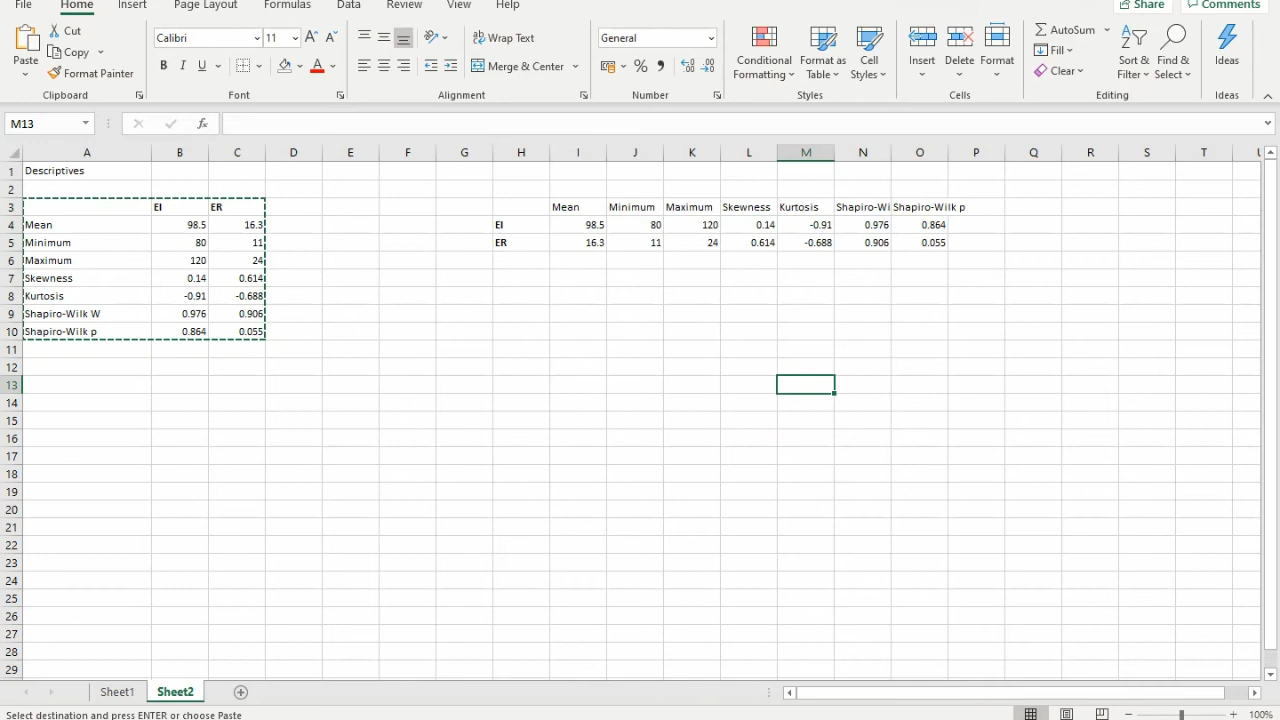 File Home Insert Page Layout Formulas Data Review View Help Share Comments
Cut
Copy
Format Painter
Paste
Calibri 11 A A
B I U A
Wrap Text
Merge & Center
General
%
Conditional Formatting
Format as Table
Cell Styles
Insert Delete Format
AutoSum
Fill
Clear
Sort & Filter
Find & Select
Ideas
Clipboard Font Alignment Number Styles Cells Editing Ideas
M13 fx
A B C D E F G H I J K L M N O P Q R S T
1 Descriptives
2
3 EI ER Mean Minimum Maximum Skewness Kurtosis Shapiro-Wi Shapiro-Wilk p
4 Mean 98.5 16.3 EI 98.5 80 120 0.14 -0.91 0.976 0.864
5 Minimum 80 11 ER 16.3 11 24 0.614 -0.688 0.906 0.055
6 Maximum 120 24
7 Skewness 0.14 0.614
8 Kurtosis -0.91 -0.688
9 Shapiro-Wilk W 0.976 0.906
10 Shapiro-Wilk p 0.864 0.055
11
12
13
14
15
16
17
18
19
20
21
22
23
24
25
26
27
28
29
Sheet1 Sheet2
Select destination and press ENTER or choose Paste 100%